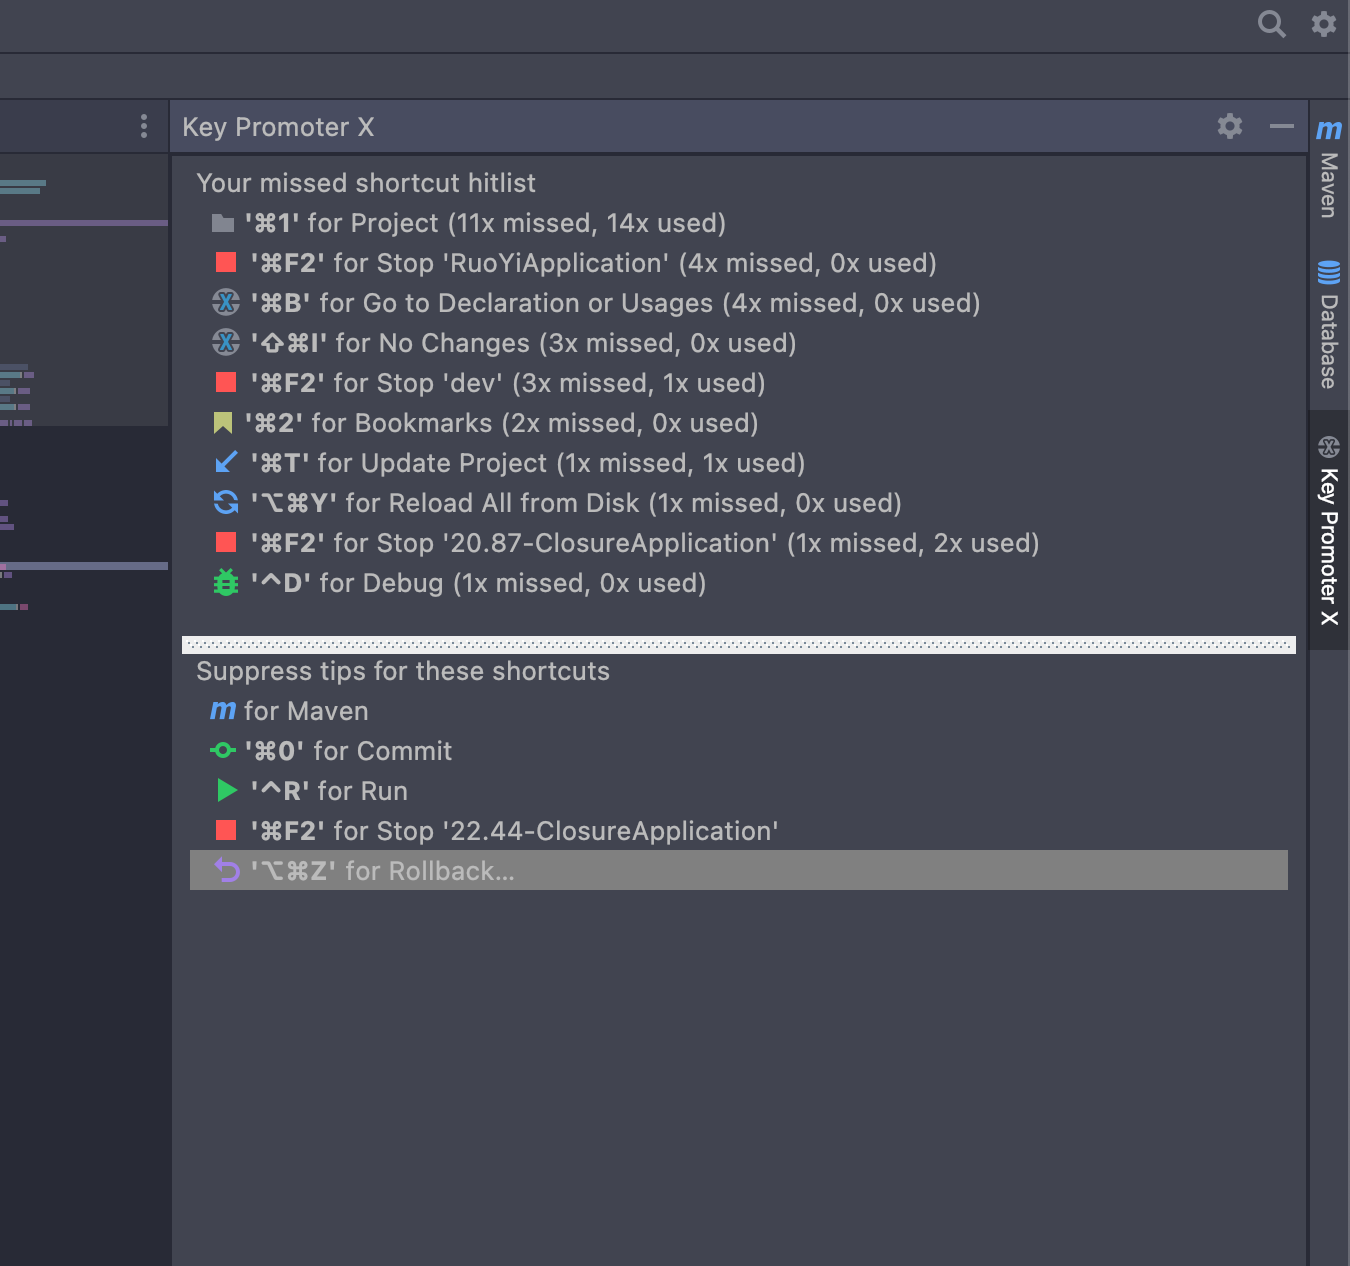 Key Promoter X
Your missed shortcut hitlist
'⌘1' for Project (11x missed, 14x used)
'⌘F2' for Stop 'RuoYiApplication' (4x missed, 0x used)
'⌘B' for Go to Declaration or Usages (4x missed, 0x used)
'⇧⌘I' for No Changes (3x missed, 0x used)
'⌘F2' for Stop 'dev' (3x missed, 1x used)
'⌘2' for Bookmarks (2x missed, 0x used)
'⌘T' for Update Project (1x missed, 1x used)
'⌥⌘Y' for Reload All from Disk (1x missed, 0x used)
'⌘F2' for Stop '20.87-ClosureApplication' (1x missed, 2x used)
'^D' for Debug (1x missed, 0x used)
Suppress tips for these shortcuts
m for Maven
'⌘0' for Commit
'^R' for Run
'⌘F2' for Stop '22.44-ClosureApplication'
'⌥⌘Z' for Rollback...
m
Maven
Database
Key Promoter X